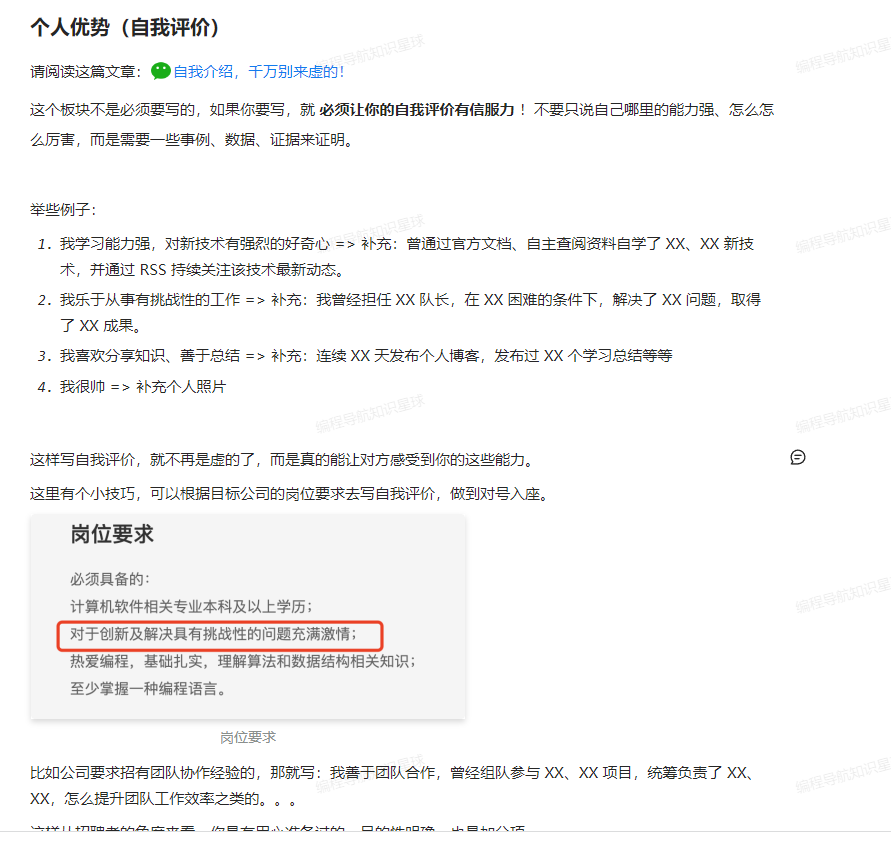 个人优势（自我评价）
请阅读这篇文章：自我介绍，千万别来虚的！
这个板块不是必须要写的，如果你要写，就 必须让你的自我评价有信服力 ！不要只说自己哪里的能力强、怎么怎
么厉害，而是需要一些事例、数据、证据来证明。
举些例子：
1. 我学习能力强，对新技术有强烈的好奇心 => 补充：曾通过官方文档、自主查阅资料自学了 XX、XX 新技
术，并通过 RSS 持续关注该技术最新动态。
2. 我乐于从事有挑战性的工作 => 补充：我曾经担任 XX 队长，在 XX 困难的条件下，解决了 XX 问题，取得
了 XX 成果。
3. 我喜欢分享知识、善于总结 => 补充：连续 XX 天发布个人博客，发布过 XX 个学习总结等等
4. 我很帅 => 补充个人照片
这样写自我评价，就不再是虚的了，而是真的能让对方感受到你的这些能力。
这里有个小技巧，可以根据目标公司的岗位要求去写自我评价，做到对号入座。
岗位要求
必须具备的：
计算机软件相关专业本科及以上学历；
对于创新及解决具有挑战性的问题充满激情；
热爱编程，基础扎实，理解算法和数据结构相关知识；
至少掌握一种编程语言。
岗位要求
比如公司要求招有团队协作经验的，那就写：我善于团队合作，曾经组队参与 XX、XX 项目，统筹负责了 XX、
XX，怎么提升团队工作效率之类的。。。
编程导航知识星球